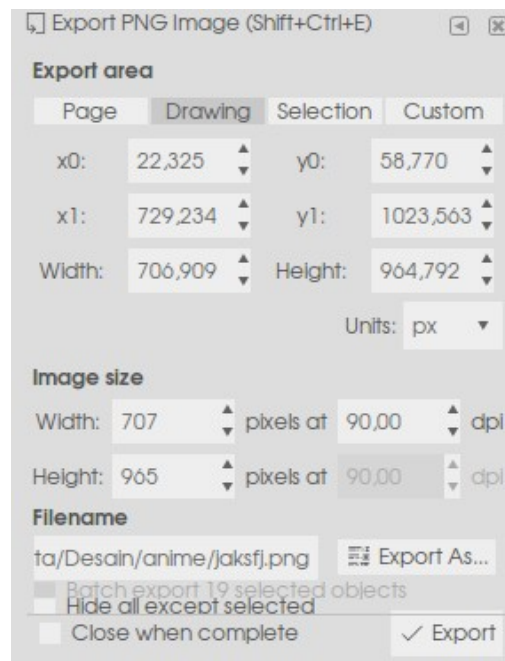 Export PNG Image (Shift+Ctrl+E)
Export area
Page Drawing Selection Custom
x0: 22,325 y0: 58,770
x1: 729,234 y1: 1023,563
Width: 706,909 Height: 964,792
Units: px
Image size
Width: 707 pixels at 90,00 dpi
Height: 965 pixels at 90,00 dpi
Filename
ta/Desain/anime/jaksfj.png Export As...
Batch export 19 selected objects
Hide all except selected
Close when complete Export